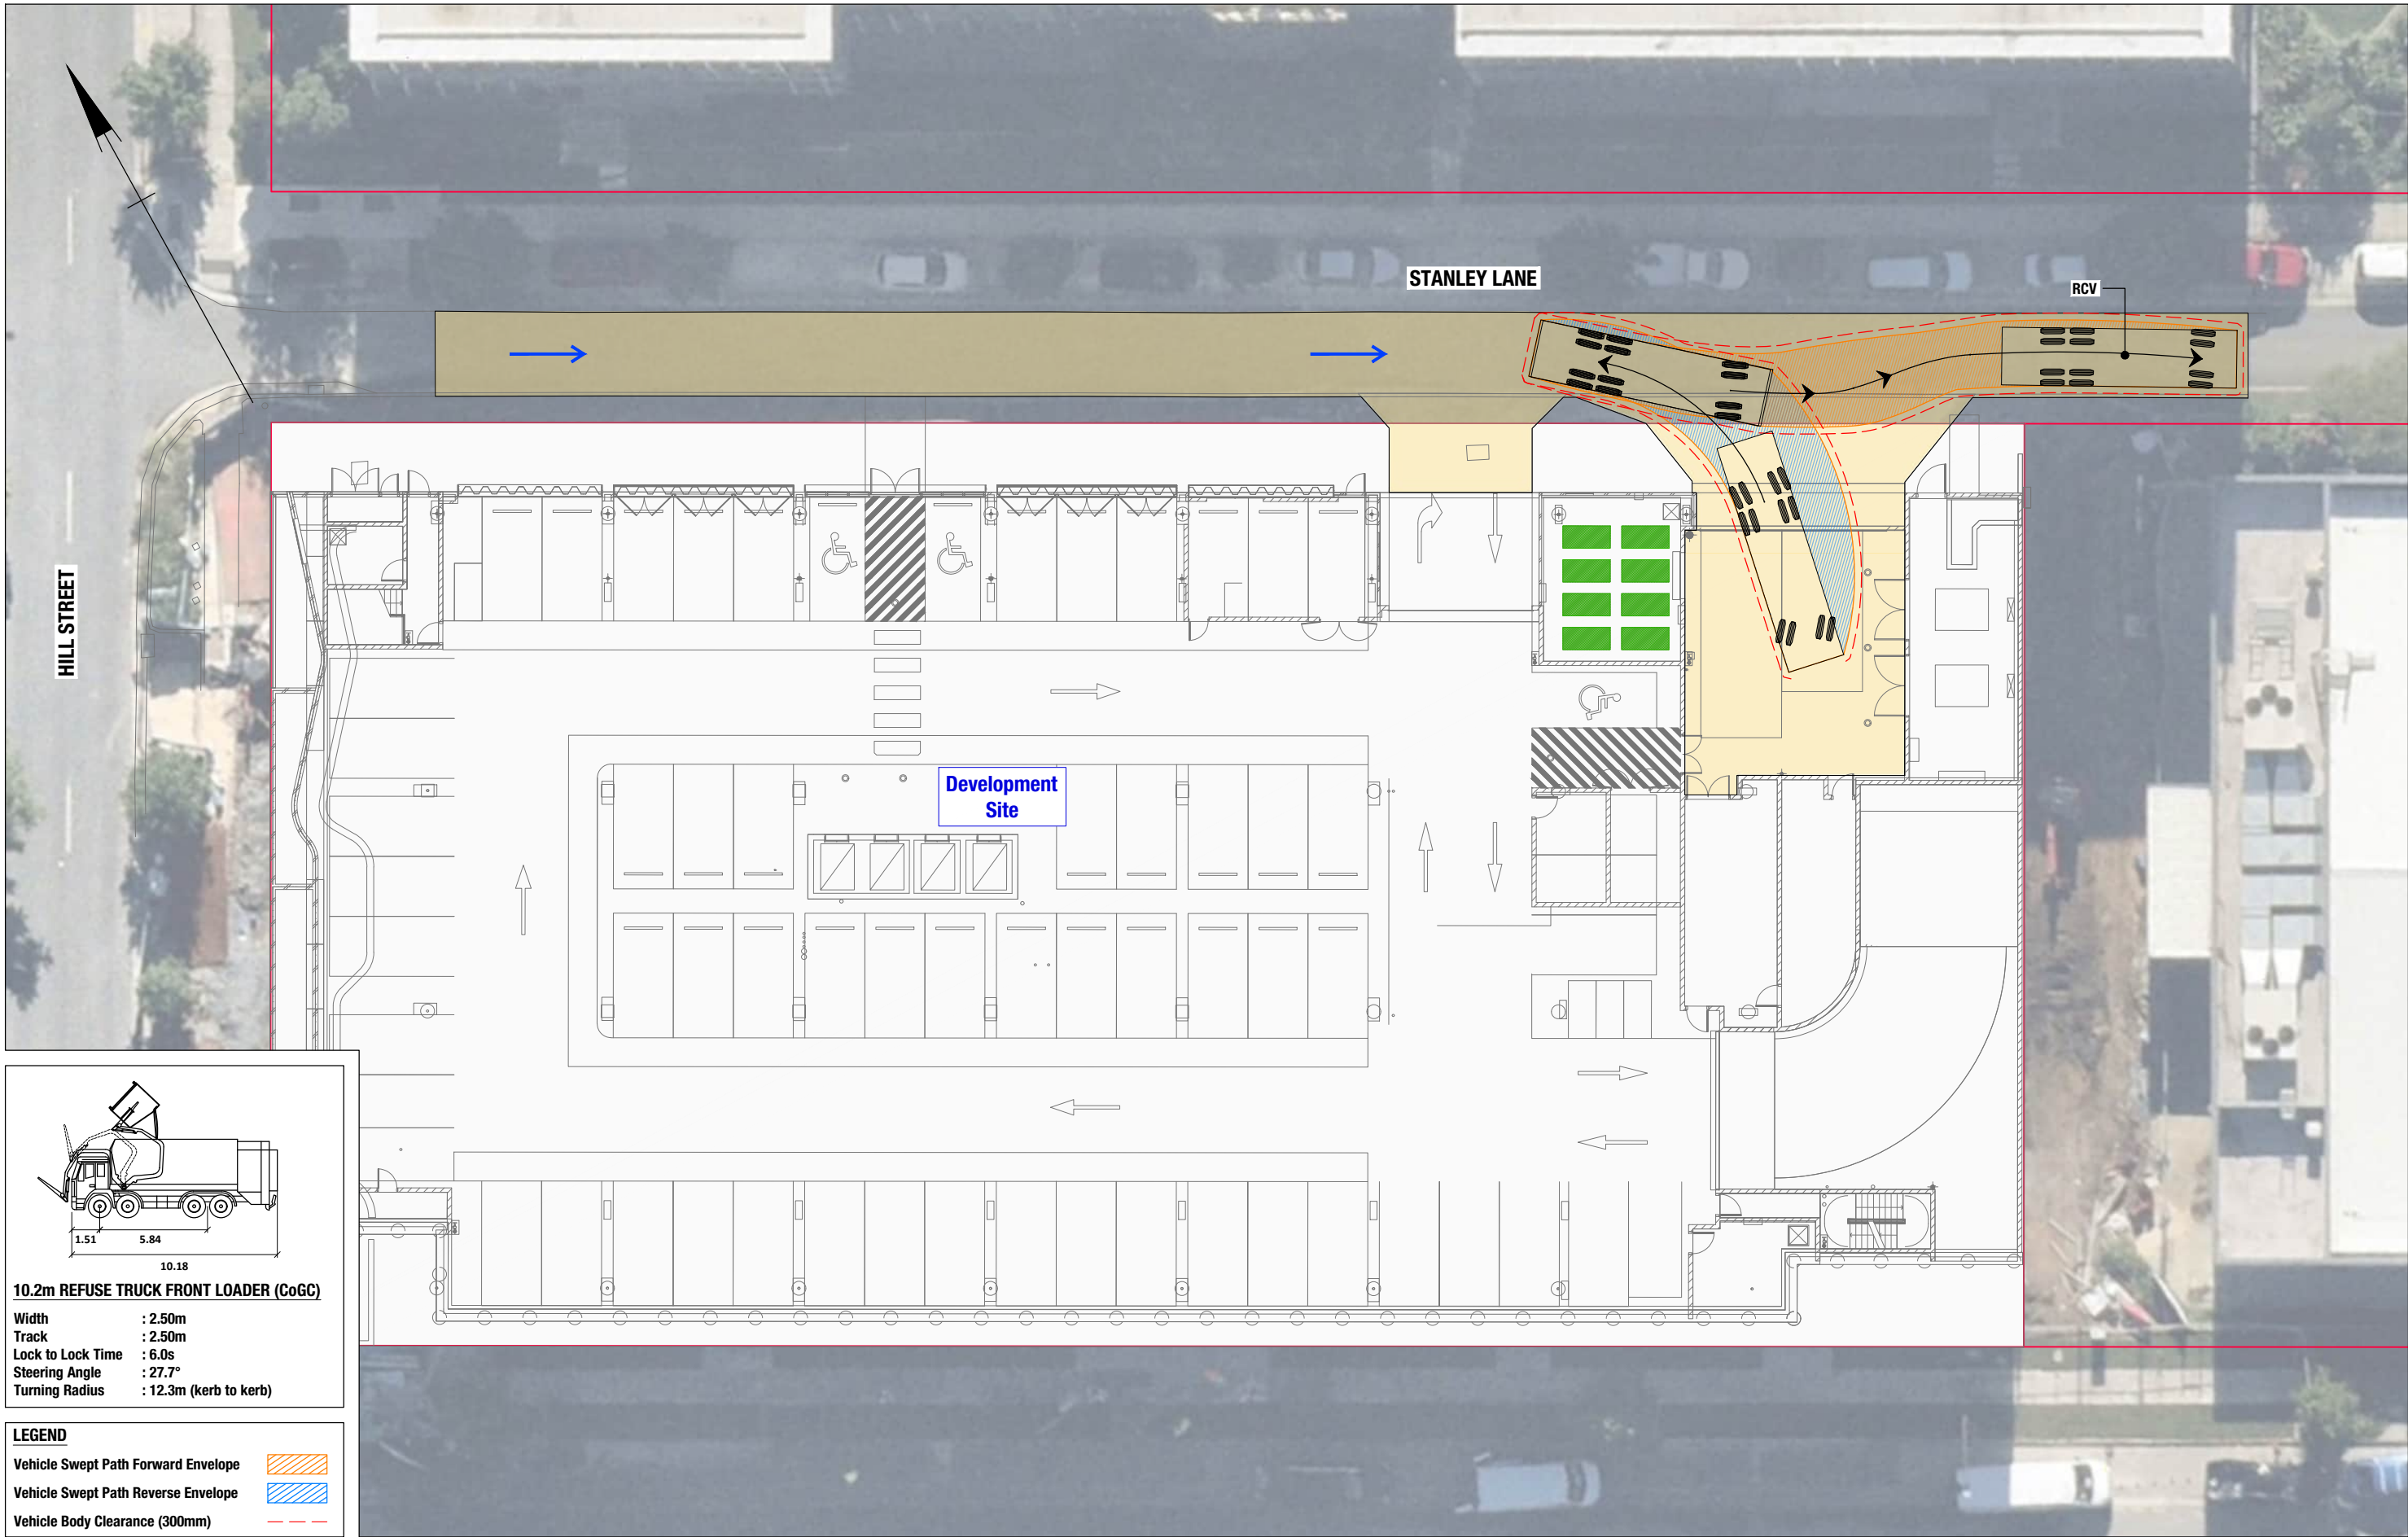 STANLEY LANE
RCV
HILL STREET
Development
Site
1.51
5.84
10.18
10.2m REFUSE TRUCK FRONT LOADER (CoGC)
Width : 2.50m
Track : 2.50m
Lock to Lock Time : 6.0s
Steering Angle : 27.7°
Turning Radius : 12.3m (kerb to kerb)
LEGEND
Vehicle Swept Path Forward Envelope
Vehicle Swept Path Reverse Envelope
Vehicle Body Clearance (300mm)